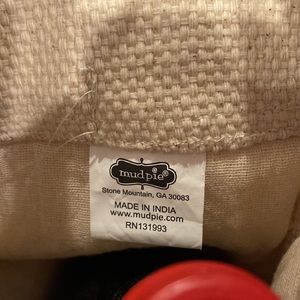 mudpie®
Stone Mountain, GA 30083
MADE IN INDIA
www.mudpie.com
RN131993